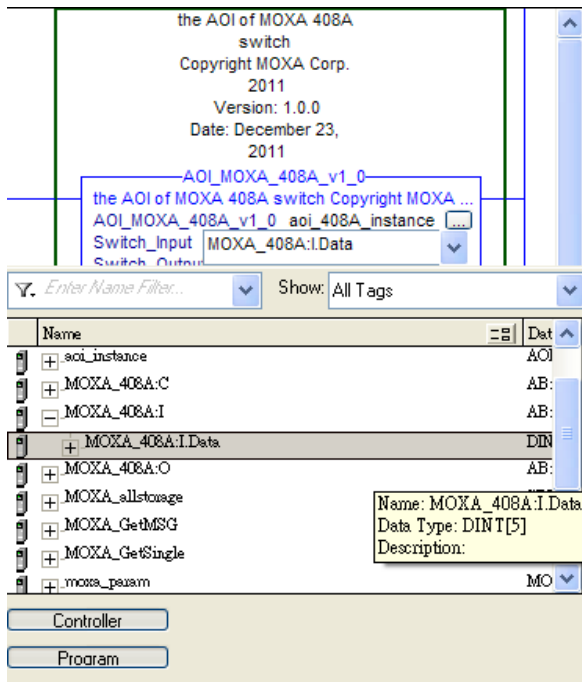 the AOI of MOXA 408A
switch
Copyright MOXA Corp.
2011
Version: 1.0.0
Date: December 23,
2011
AOI_MOXA_408A_v1_0
the AOI of MOXA 408A switch Copyright MOXA ...
AOI_MOXA_408A_v1_0 aoi_408A_instance ...
Switch_Input MOXA_408A:I.Data
Switch_Output
Enter Name Filter... Show: All Tags
Name Dat
aoi_instance AOI
MOXA_408A:C AB:
MOXA_408A:I AB:
MOXA_408A:I.Data DIN
MOXA_408A:O AB:
MOXA_allstorage
Name: MOXA_408A:I.Data
MOXA_GetMSG
Data Type: DINT[5]
MOXA_GetSingle
Description:
moxa_param MO
Controller
Program